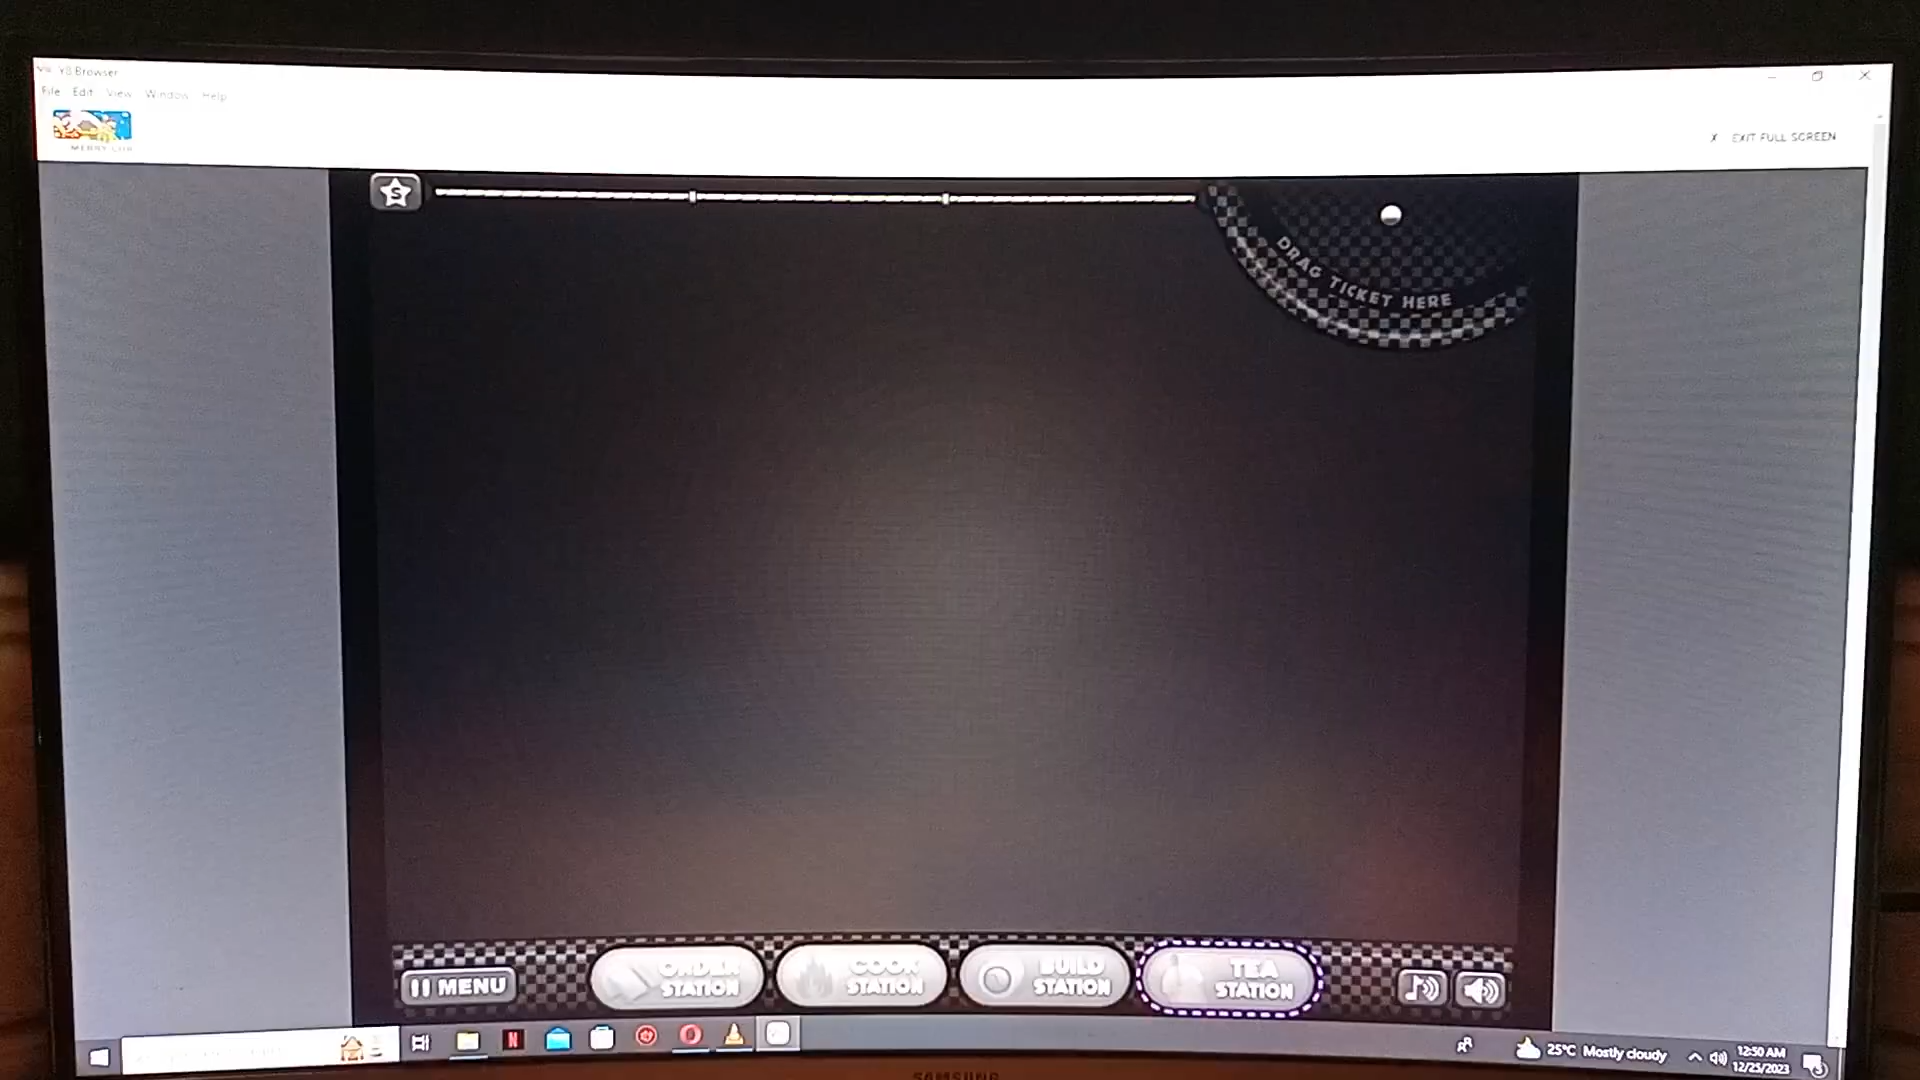 Y8 Browser
File Edit View Window Help
X EXIT FULL SCREEN
S
DRAG TICKET HERE
MENU
ORDER
STATION
COOK
STATION
BUILD
STATION
TEA
STATION
25°C Mostly cloudy
12:50 AM
12/25/2023
SAMSUNG